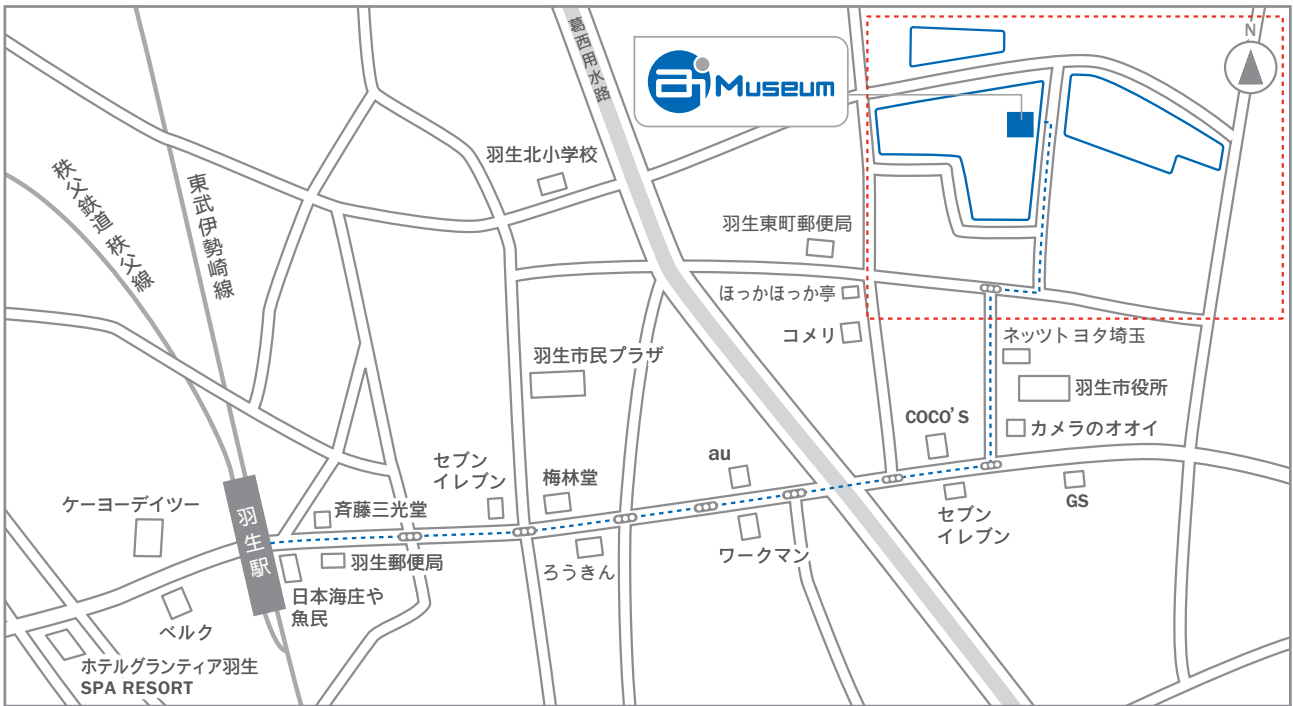 葛西用水路
ai Museum
N
羽生北小学校
秩父鉄道 秩父線
東武伊勢崎線
羽生東町郵便局
ほっかほっか亭
コメリ
ネッツトヨタ埼玉
羽生市民プラザ
羽生市役所
COCO'S
カメラのオオイ
セブン
イレブン
au
梅林堂
ケーヨーデイツー
斉藤三光堂
GS
セブン
イレブン
羽生駅
ワークマン
羽生郵便局
ろうきん
日本海庄や
魚民
ベルク
ホテルグランティア羽生
SPA RESORT